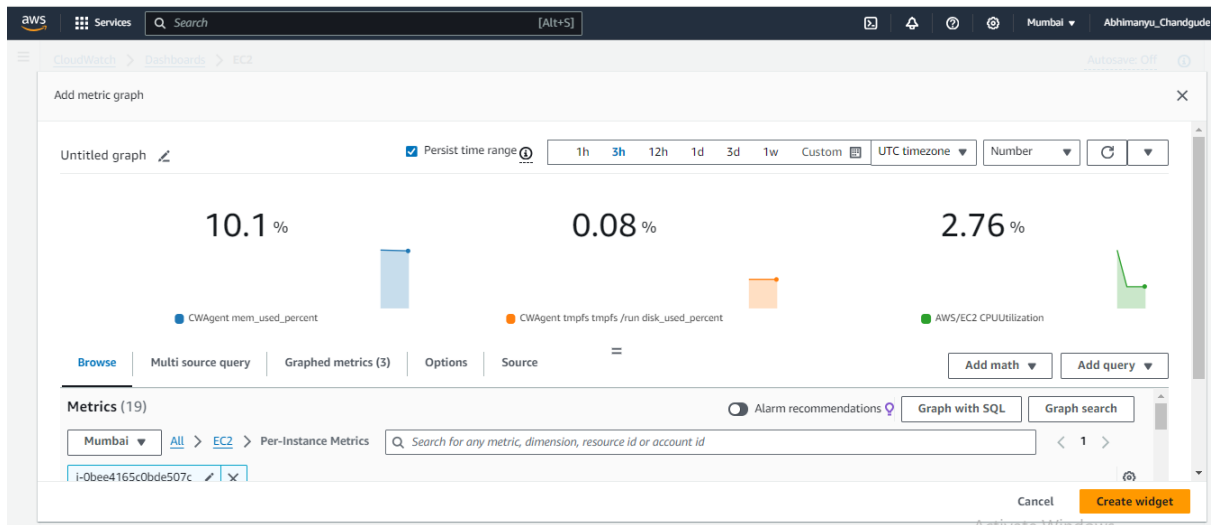 aws Services Search [Alt+S] Mumbai Abhimanyu_Chandgude
CloudWatch Dashboards EC2 Autosave: Off
Add metric graph
Untitled graph Persist time range 1h 3h 12h 1d 3d 1w Custom UTC timezone Number
10.1 % 0.08 % 2.76 %
CWAgent mem_used_percent CWAgent tmpfs tmpfs /run disk_used_percent AWS/EC2 CPUUtilization
Browse Multi source query Graphed metrics (3) Options Source Add math Add query
Metrics (19) Alarm recommendations Graph with SQL Graph search
Mumbai All > EC2 > Per-Instance Metrics Search for any metric, dimension, resource id or account id < 1 >
i-0bee4165c0bde507c
Cancel Create widget
Activate Windows